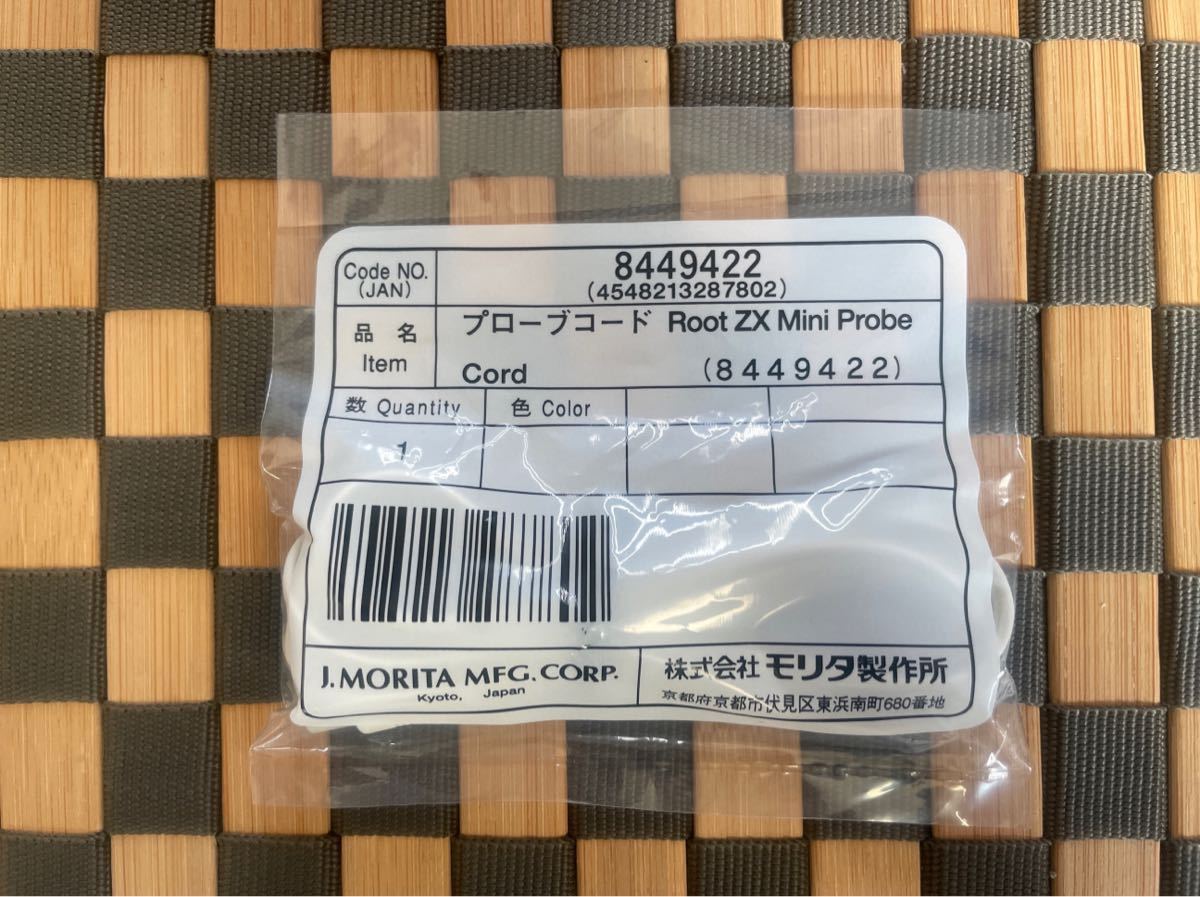 Code NO.
(JAN)
8449422
(4548213287802)
品 名
Item
プローブコード Root ZX Mini Probe
Cord (8449422)
数 Quantity
色 Color
1
J. MORITA MFG. CORP.
Kyoto, Japan
株式会社 モリタ製作所
京都府京都市伏見区東浜南町680番地